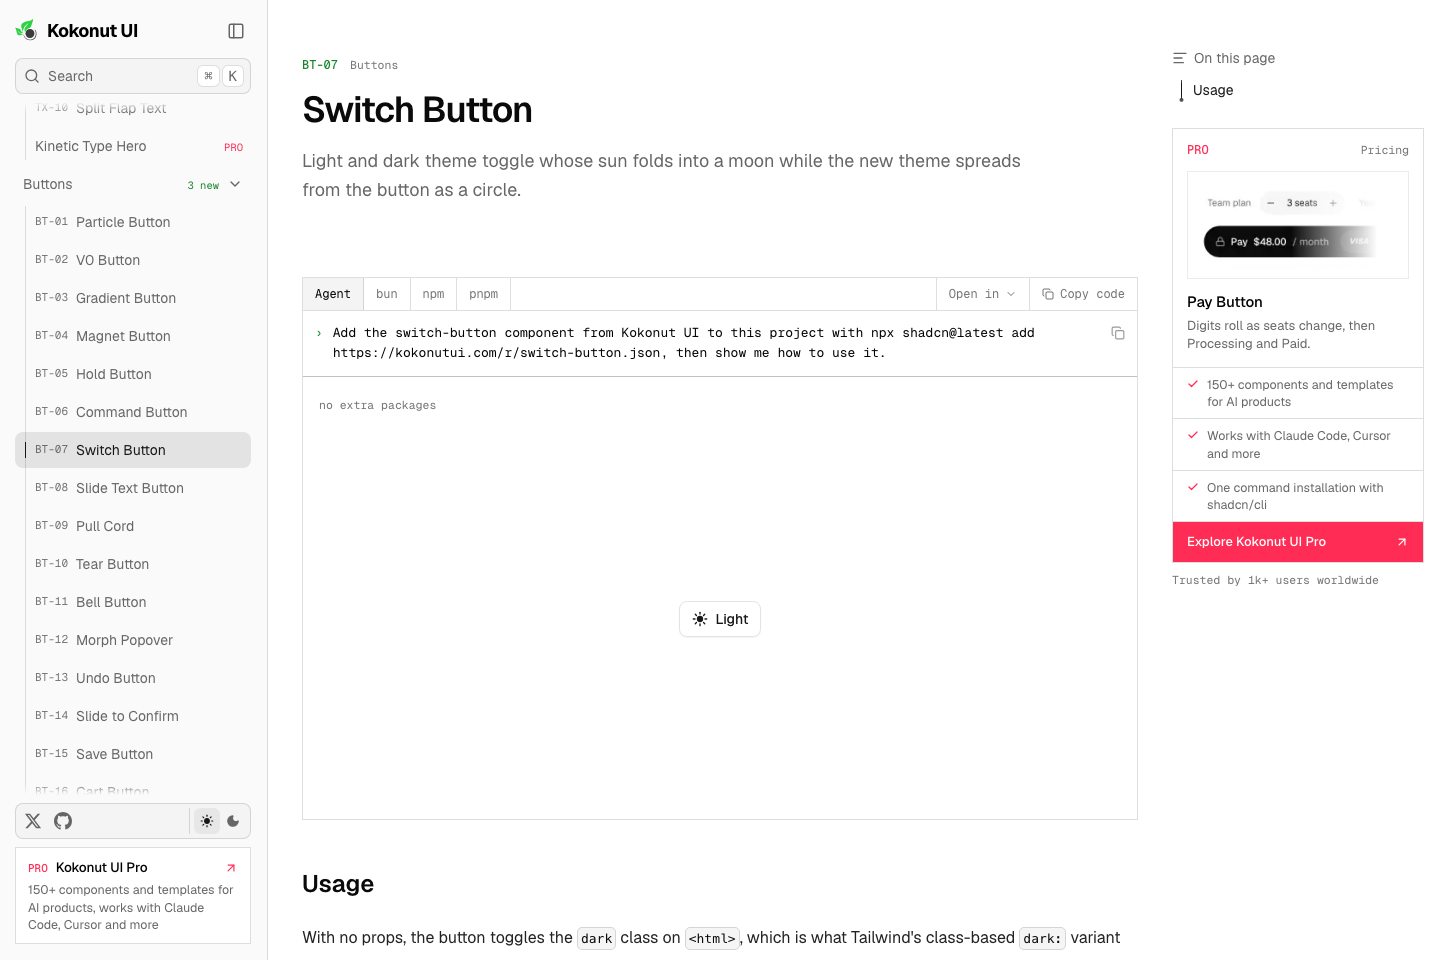 Kokonut UI
Search
⌘ K
TX-10 Split Flap Text
Kinetic Type Hero PRO
Buttons 3 new
BT-01 Particle Button
BT-02 V0 Button
BT-03 Gradient Button
BT-04 Magnet Button
BT-05 Hold Button
BT-06 Command Button
BT-07 Switch Button
BT-08 Slide Text Button
BT-09 Pull Cord
BT-10 Tear Button
BT-11 Bell Button
BT-12 Morph Popover
BT-13 Undo Button
BT-14 Slide to Confirm
BT-15 Save Button
BT-16 Cart Button
PRO Kokonut UI Pro
150+ components and templates for
AI products, works with Claude
Code, Cursor and more
BT-07 Buttons
Switch Button
Light and dark theme toggle whose sun folds into a moon while the new theme spreads
from the button as a circle.
Agent bun npm pnpm Open in Copy code
› Add the switch-button component from Kokonut UI to this project with npx shadcn@latest add
https://kokonutui.com/r/switch-button.json, then show me how to use it.
no extra packages
Light
Usage
With no props, the button toggles the dark class on <html>, which is what Tailwind's class-based dark: variant
On this page
Usage
PRO Pricing
Team plan − 3 seats +
Pay $48.00 / month VISA
Pay Button
Digits roll as seats change, then
Processing and Paid.
150+ components and templates
for AI products
Works with Claude Code, Cursor
and more
One command installation with
shadcn/cli
Explore Kokonut UI Pro
Trusted by 1k+ users worldwide